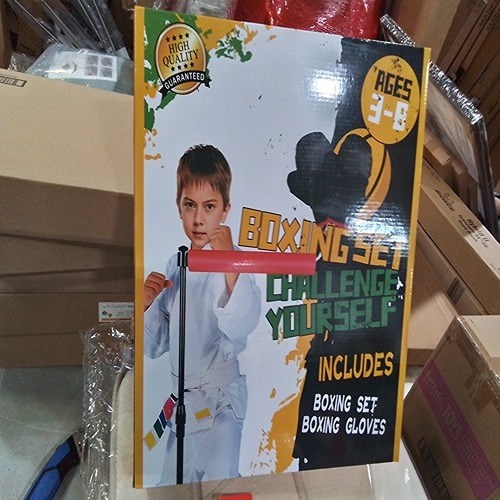 HIGH
QUALITY
GUARANTEED
AGES
3-8
BOXING SET
CHALLENGE
YOURSELF
INCLUDES
BOXING SET
BOXING GLOVES